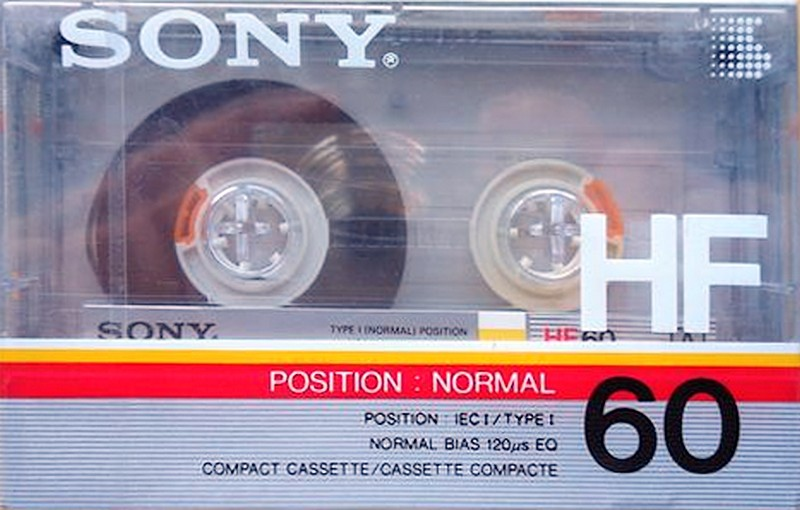 SONY®
HF
SONY.
TYPE I (NORMAL) POSITION
HF60
POSITION : NORMAL
60
POSITION : IEC I / TYPE I
NORMAL BIAS 120µs EQ
COMPACT CASSETTE/CASSETTE COMPACTE